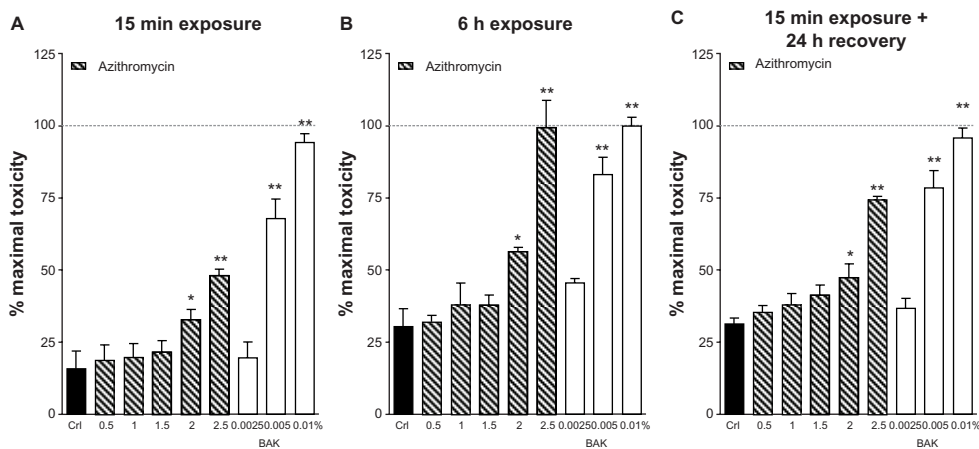 A
15 min exposure
% maximal toxicity
125
100
75
50
25
0
Azithromycin
*
**
**
**
Crl 0.5 1 1.5 2 2.5 0.0025 0.005 0.01%
BAK
B
6 h exposure
% maximal toxicity
125
100
75
50
25
0
Azithromycin
*
**
**
**
Crl 0.5 1 1.5 2 2.5 0.0025 0.005 0.01%
BAK
C
15 min exposure +
24 h recovery
% maximal toxicity
125
100
75
50
25
0
Azithromycin
*
**
**
**
Crl 0.5 1 1.5 2 2.5 0.0025 0.005 0.01%
BAK